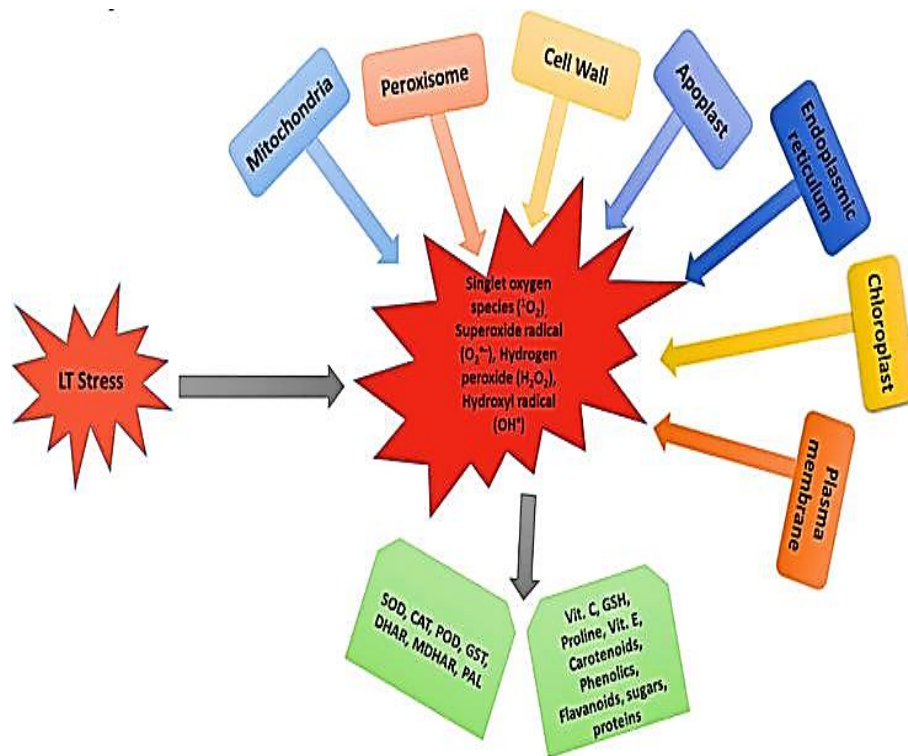 Mitochondria
Peroxisome
Cell Wall
Apoplast
Endoplasmic
reticulum
Chloroplast
Plasma
membrane
LT Stress
Singlet oxygen
species (¹O₂),
Superoxide radical
(O₂•−), Hydrogen
peroxide (H₂O₂),
Hydroxyl radical
(OH•)
SOD, CAT, POD, GST,
DHAR, MDHAR, PAL
Vit. C, GSH,
Proline, Vit. E,
Carotenoids,
Phenolics,
Flavanoids, sugars,
proteins